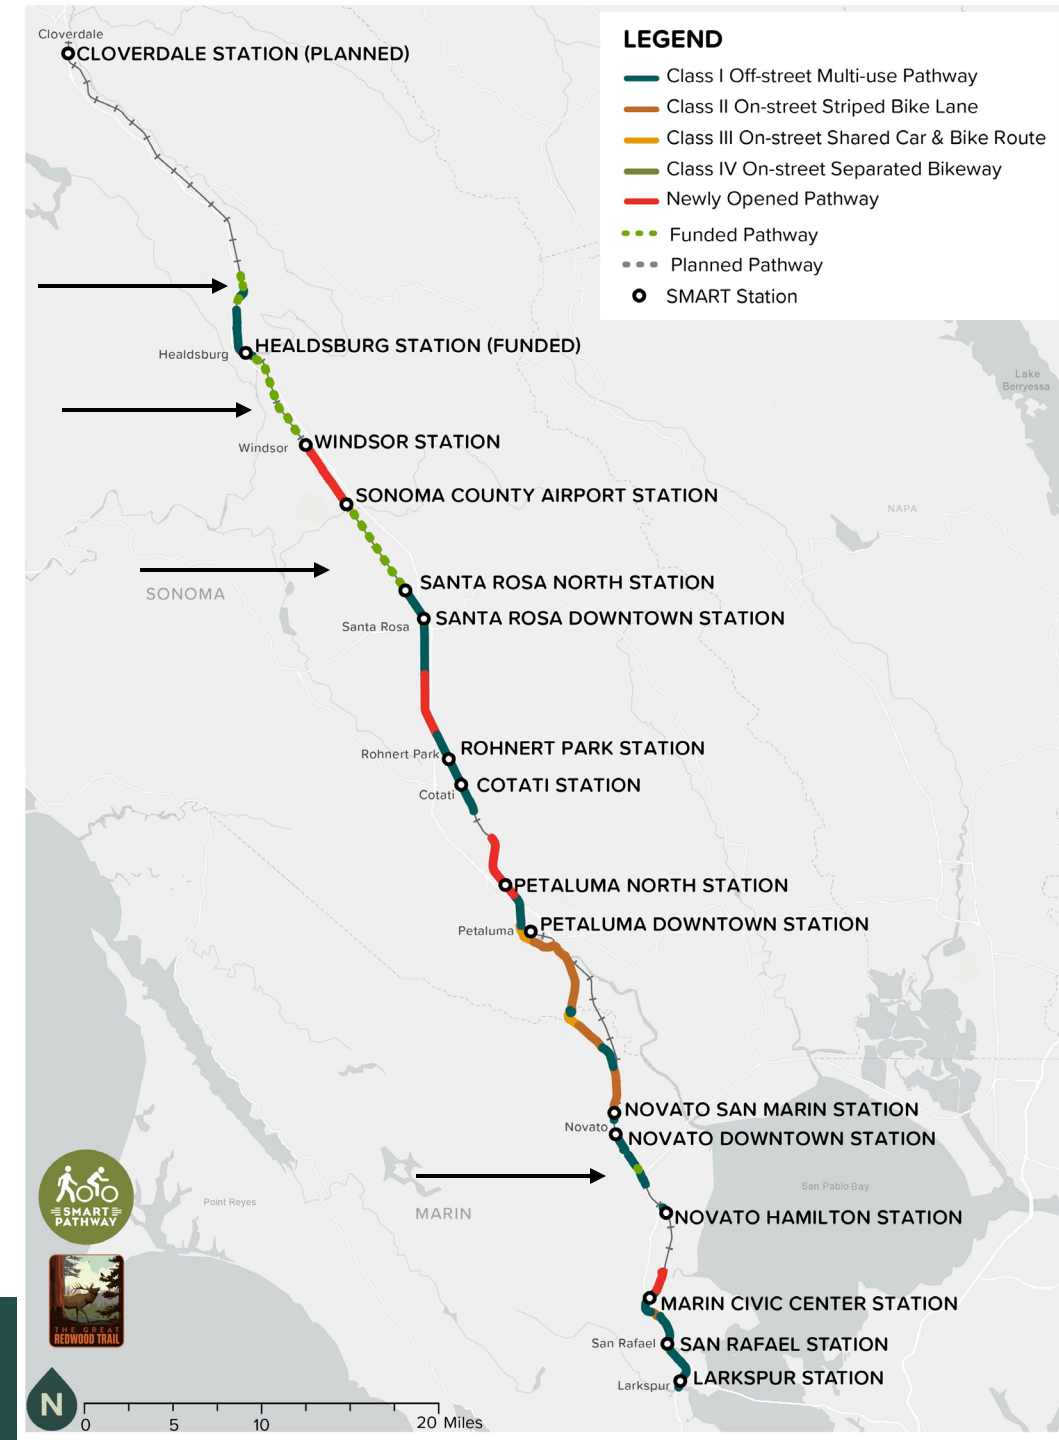 Cloverdale
CLOVERDALE STATION (PLANNED)
LEGEND
Class I Off-street Multi-use Pathway
Class II On-street Striped Bike Lane
Class III On-street Shared Car & Bike Route
Class IV On-street Separated Bikeway
Newly Opened Pathway
Funded Pathway
Planned Pathway
SMART Station
HEALDSBURG STATION (FUNDED)
Healdsburg
Lake
Berryessa
WINDSOR STATION
Windsor
SONOMA COUNTY AIRPORT STATION
NAPA
SANTA ROSA NORTH STATION
SONOMA
SANTA ROSA DOWNTOWN STATION
Santa Rosa
ROHNERT PARK STATION
Rohnert Park
COTATI STATION
Cotati
PETALUMA NORTH STATION
PETALUMA DOWNTOWN STATION
Petaluma
NOVATO SAN MARIN STATION
Novato
NOVATO DOWNTOWN STATION
San Pablo Bay
Point Reyes
MARIN
SMART
PATHWAY
NOVATO HAMILTON STATION
MARIN CIVIC CENTER STATION
THE GREAT
REDWOOD TRAIL
San Rafael
SAN RAFAEL STATION
LARKSPUR STATION
Larkspur
N
0 5 10 20 Miles